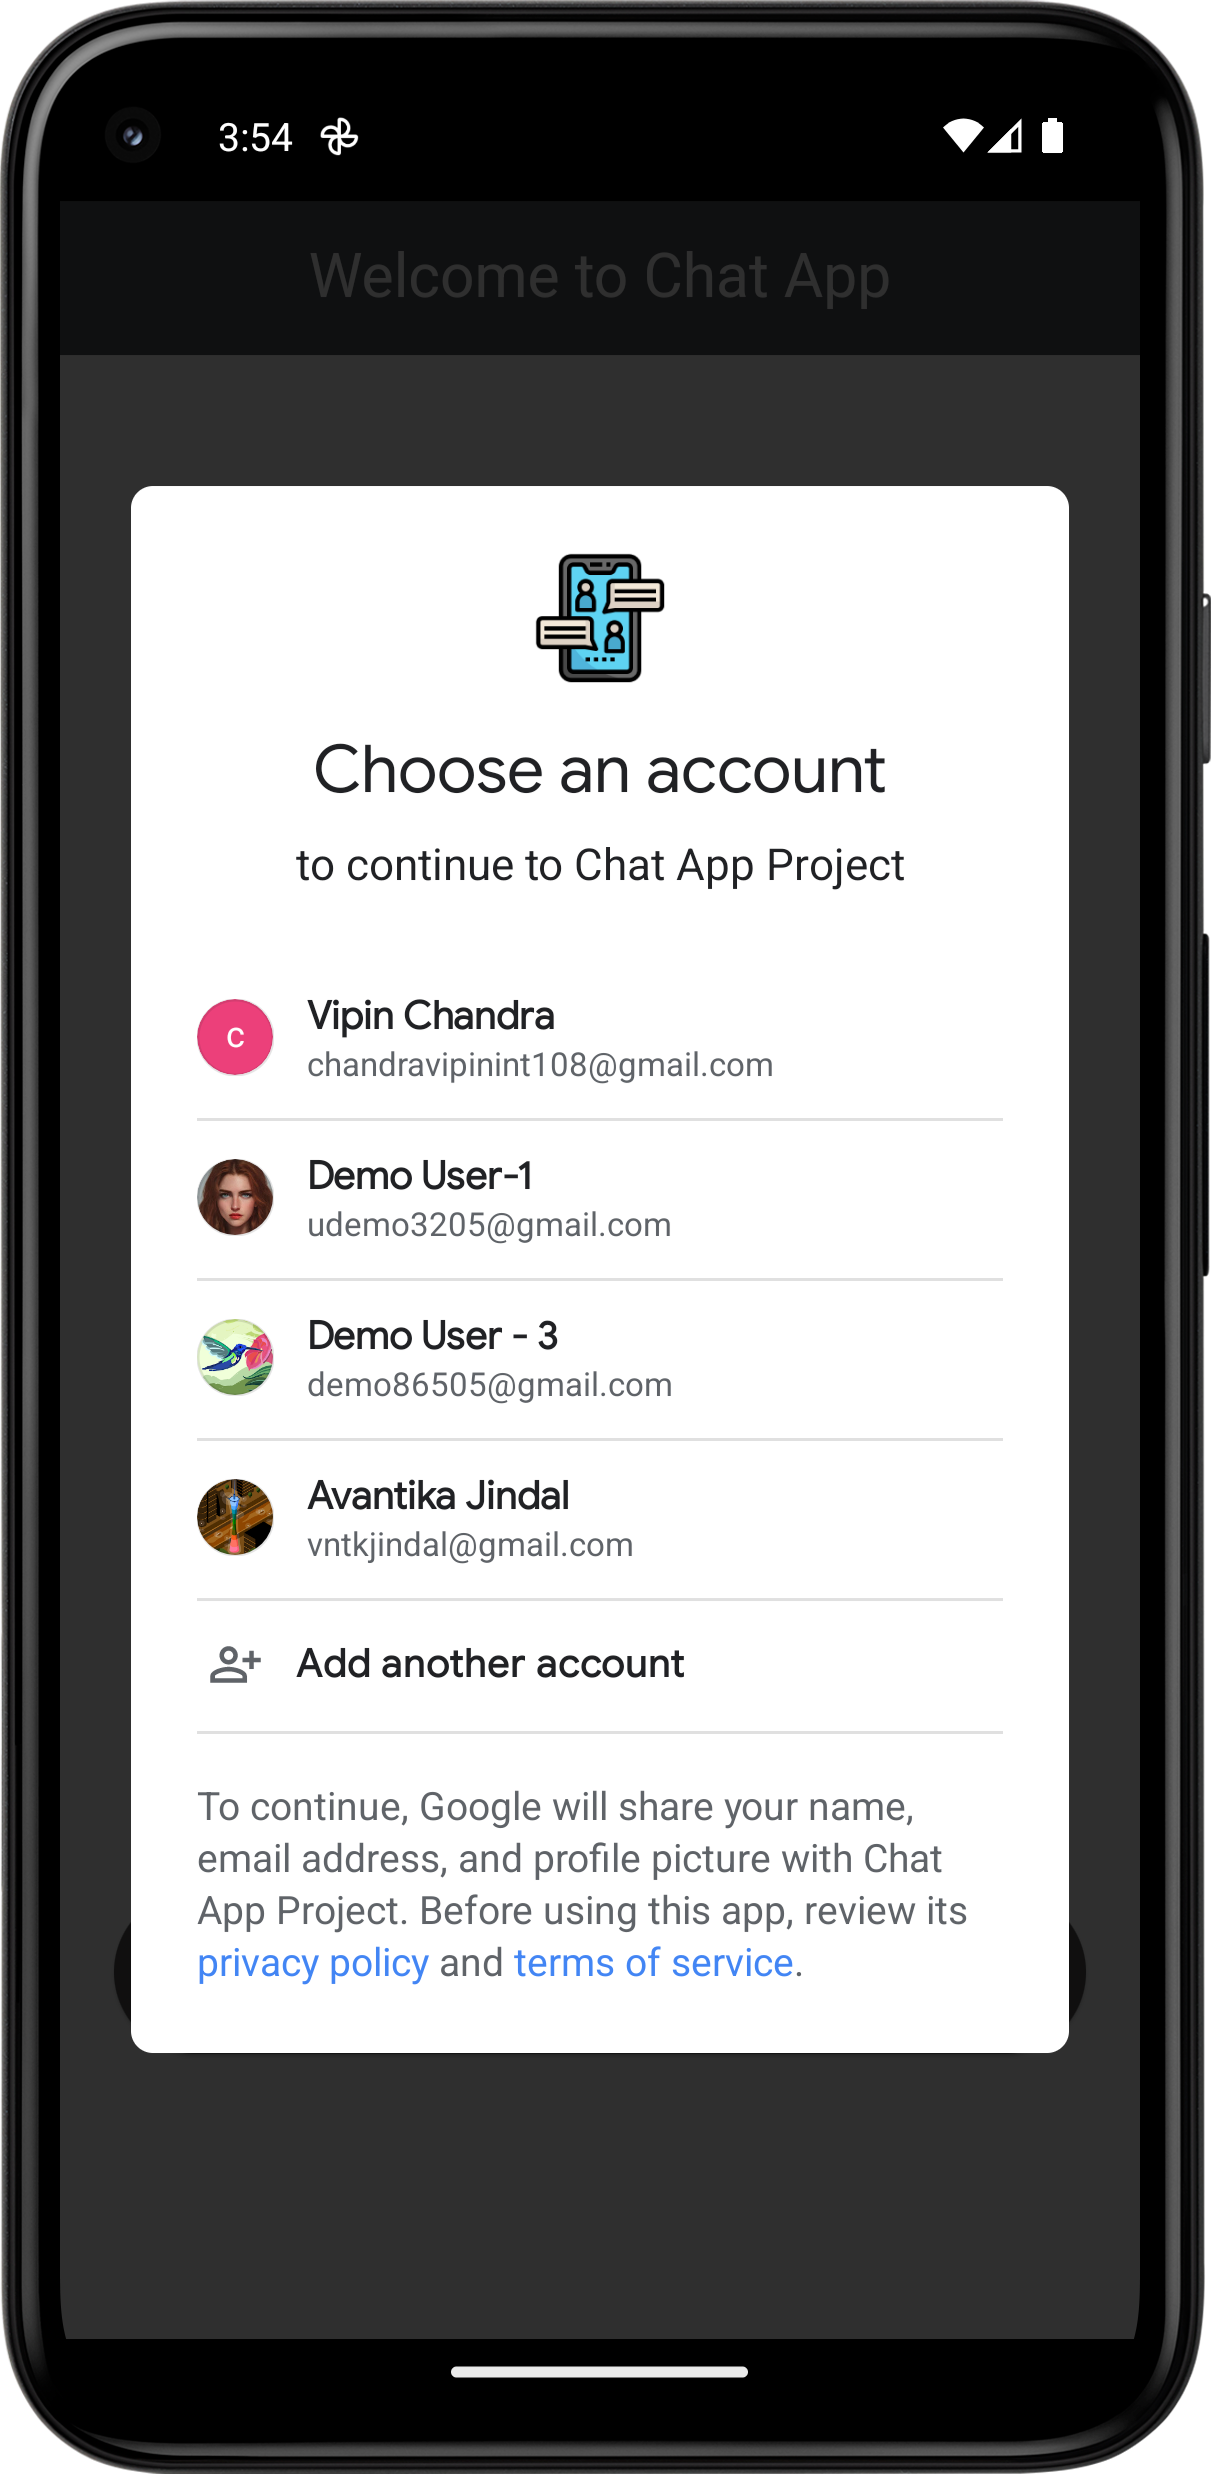 3:54
Welcome to Chat App
Choose an account
to continue to Chat App Project
C
Vipin Chandra
chandravipinint108@gmail.com
Demo User-1
udemo3205@gmail.com
Demo User - 3
demo86505@gmail.com
Avantika Jindal
vntkjindal@gmail.com
Add another account
To continue, Google will share your name,
email address, and profile picture with Chat
App Project. Before using this app, review its
privacy policy and terms of service.